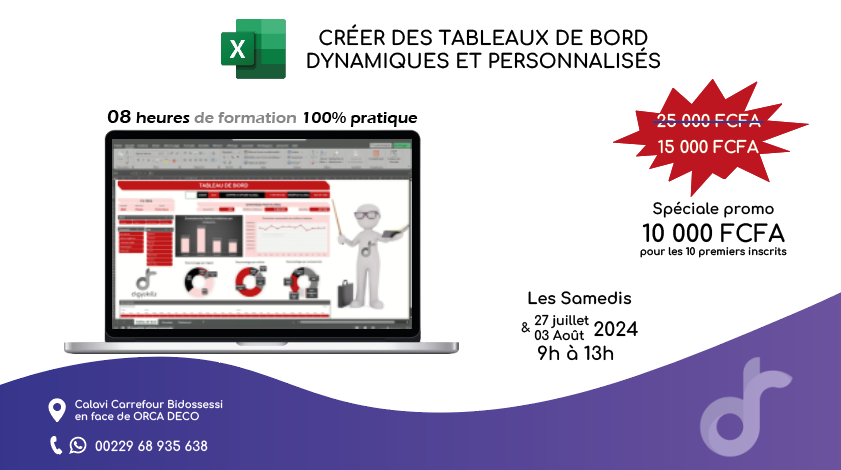 X
CRÉER DES TABLEAUX DE BORD
DYNAMIQUES ET PERSONNALISÉS
08 heures de formation 100% pratique
TABLEAU DE BORD
25 000 FCFA
15 000 FCFA
Spéciale promo
10 000 FCFA
pour les 10 premiers inscrits
Les Samedis
& 27 juillet
03 Août 2024
9h à 13h
Calavi Carrefour Bidossessi
en face de ORCA DECO
00229 68 935 638